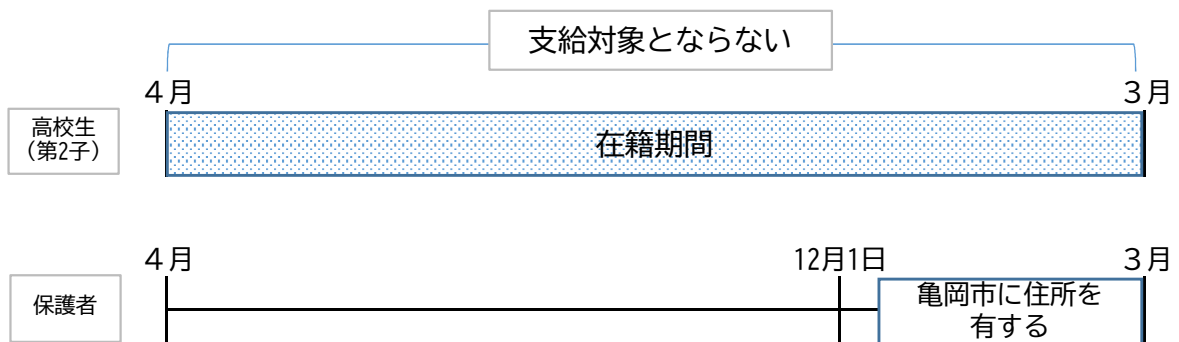 支給対象とならない
４月
３月
高校生
（第2子）
在籍期間
４月
12月1日
３月
保護者
亀岡市に住所を
有する